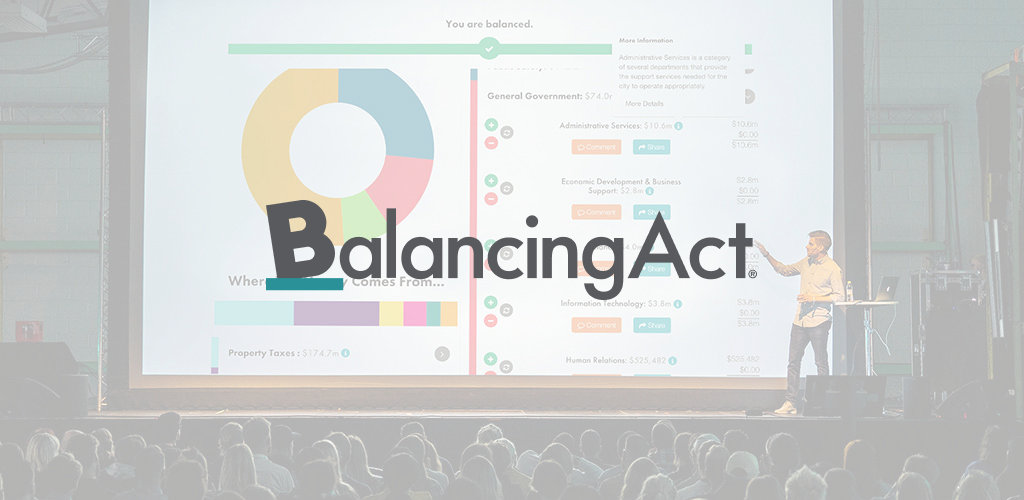 You are balanced.
More Information
Administrative Services is a category
of several departments that provide
the support services needed for the
city to operate appropriately.
More Details
General Government: $74.0
Administrative Services: $10.6m
$10.6m
$0.00
$10.6m
Comment
Share
Economic Development & Business
Support: $2.8m
$2.8m
$0.00
$2.8m
Comment
Share
BalancingAct®
Share
Where
y Comes From...
Information Technology: $3.8m
$3.8m
$0.00
$3.8m
Comment
Share
Property Taxes : $174.7m
Human Relations: $525,482
$525,482
$0.00